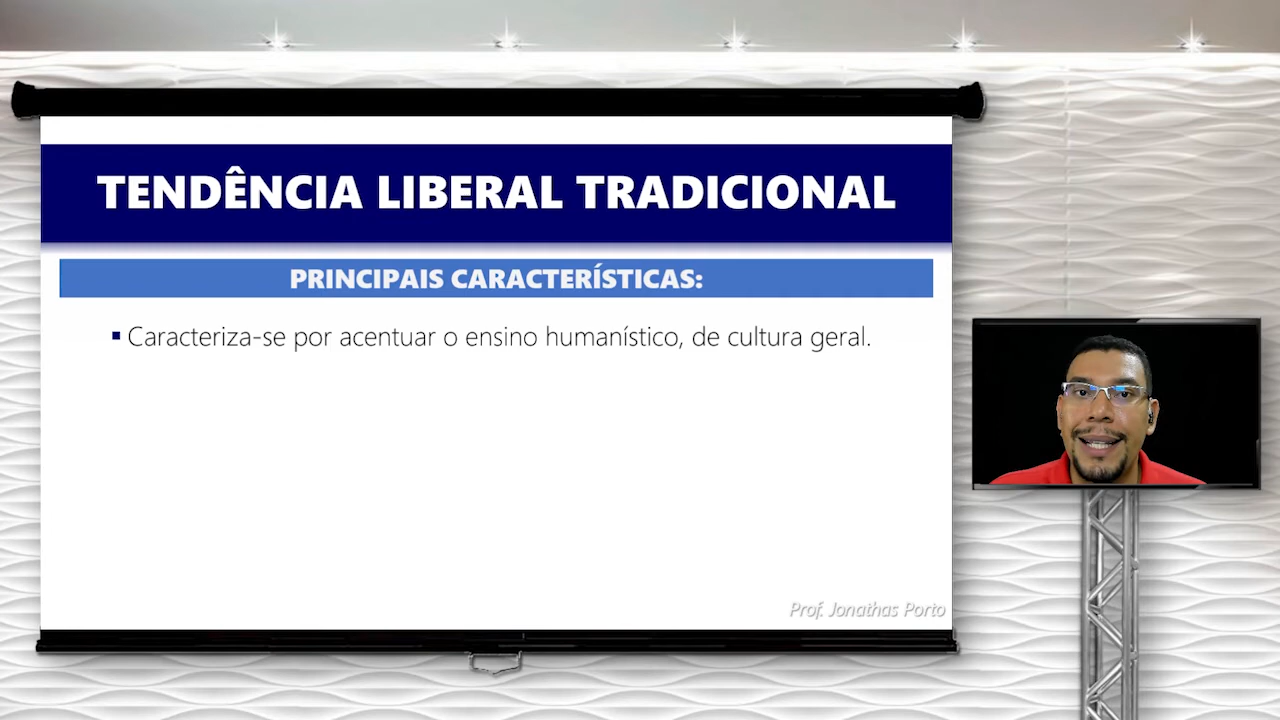 TENDÊNCIA LIBERAL TRADICIONAL
PRINCIPAIS CARACTERÍSTICAS:
▪ Caracteriza-se por acentuar o ensino humanístico, de cultura geral.
Prof. Jonathas Porto